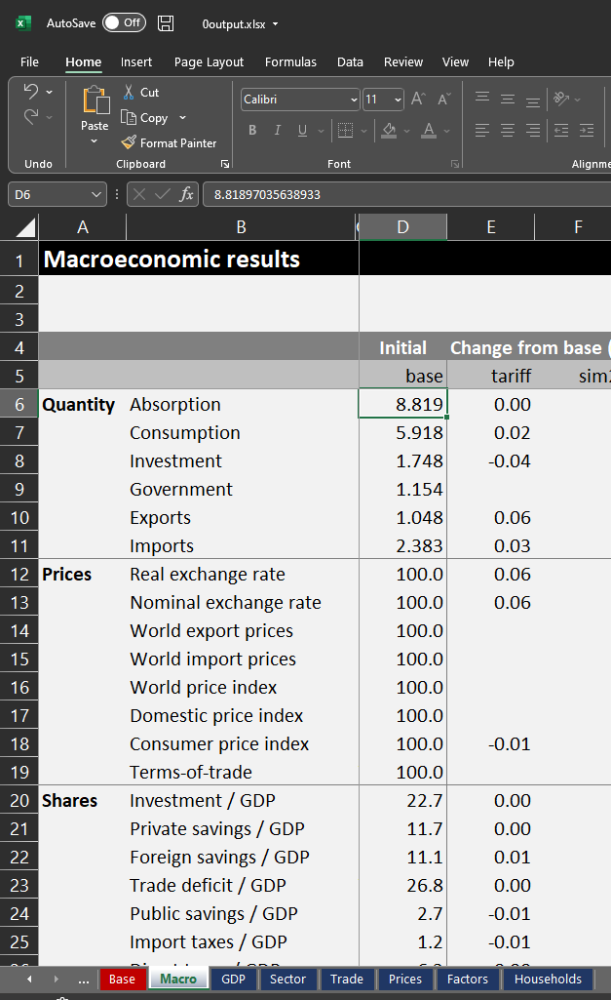 AutoSave Off 0output.xlsx
File Home Insert Page Layout Formulas Data Review View Help
Cut
Copy
Paste
Format Painter
Calibri 11
B I U A
Undo Clipboard Font Alignme
D6 fx 8.81897035638933
A B D E F
1 Macroeconomic results
2
3
4 Initial Change from base (
5 base tariff sim
6 Quantity Absorption 8.819 0.00
7 Consumption 5.918 0.02
8 Investment 1.748 -0.04
9 Government 1.154
10 Exports 1.048 0.06
11 Imports 2.383 0.03
12 Prices Real exchange rate 100.0 0.06
13 Nominal exchange rate 100.0 0.06
14 World export prices 100.0
15 World import prices 100.0
16 World price index 100.0
17 Domestic price index 100.0
18 Consumer price index 100.0 -0.01
19 Terms-of-trade 100.0
20 Shares Investment / GDP 22.7 0.00
21 Private savings / GDP 11.7 0.00
22 Foreign savings / GDP 11.1 0.01
23 Trade deficit / GDP 26.8 0.00
24 Public savings / GDP 2.7 -0.01
25 Import taxes / GDP 1.2 -0.01
... Base Macro GDP Sector Trade Prices Factors Households